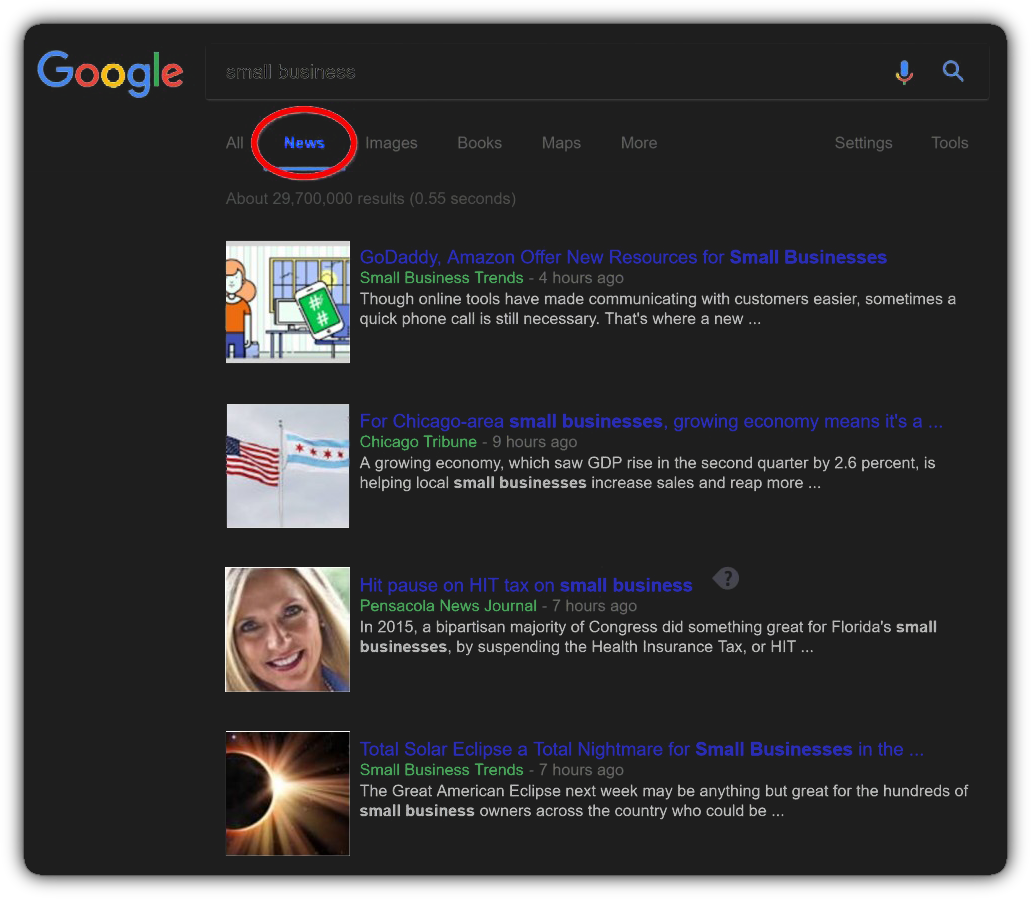 Google
small business
All News Images Books Maps More Settings Tools
About 29,700,000 results (0.55 seconds)
GoDaddy, Amazon Offer New Resources for Small Businesses
Small Business Trends - 4 hours ago
Though online tools have made communicating with customers easier, sometimes a
quick phone call is still necessary. That's where a new ...
For Chicago-area small businesses, growing economy means it's a ...
Chicago Tribune - 9 hours ago
A growing economy, which saw GDP rise in the second quarter by 2.6 percent, is
helping local small businesses increase sales and reap more ...
Hit pause on HIT tax on small business ?
Pensacola News Journal - 7 hours ago
In 2015, a bipartisan majority of Congress did something great for Florida's small
businesses, by suspending the Health Insurance Tax, or HIT ...
Total Solar Eclipse a Total Nightmare for Small Businesses in the ...
Small Business Trends - 7 hours ago
The Great American Eclipse next week may be anything but great for the hundreds of
small business owners across the country who could be ...